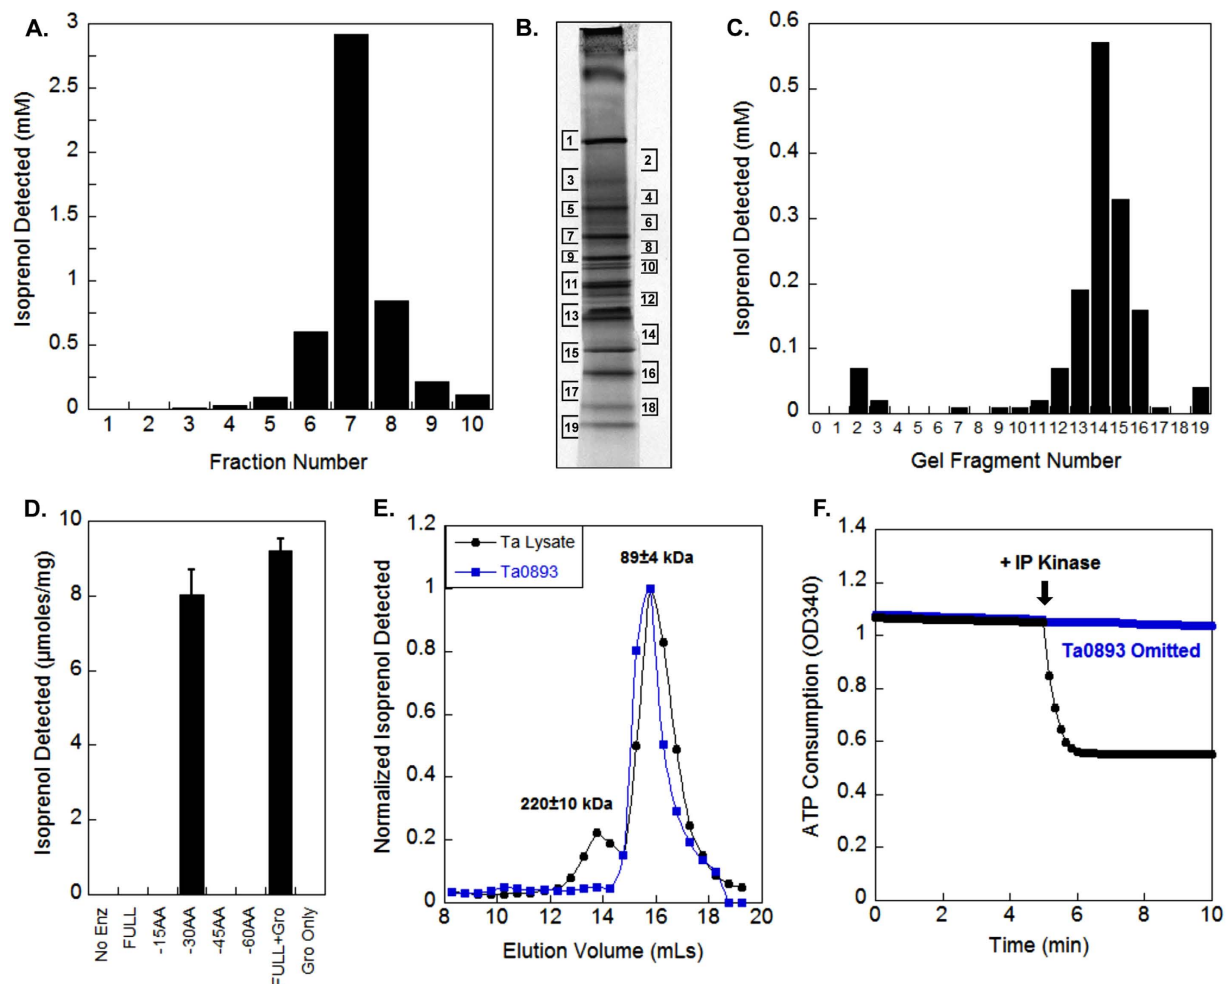 A.
3
2.5
2
1.5
1
0.5
0
Isoprenol Detected (mM)
1 2 3 4 5 6 7 8 9 10
Fraction Number
B.
1
2
3
4
5
6
7
8
9
10
11
12
13
14
15
16
17
18
19
C.
0.6
0.5
0.4
0.3
0.2
0.1
0
Isoprenol Detected (mM)
0 1 2 3 4 5 6 7 8 9 10 11 12 13 14 15 16 17 18 19
Gel Fragment Number
D.
10
8
6
4
2
0
Isoprenol Detected (µmoles/mg)
No Enz
FULL
-15AA
-30AA
-45AA
-60AA
FULL+Gro
Gro Only
E.
1.2
1
0.8
0.6
0.4
0.2
0
Normalized Isoprenol Detected
Ta Lysate
Ta0893
89±4 kDa
220±10 kDa
8 10 12 14 16 18 20
Elution Volume (mLs)
F.
1.4
1.2
1
0.8
0.6
0.4
0.2
0
ATP Consumption (OD340)
+ IP Kinase
Ta0893 Omitted
0 2 4 6 8 10
Time (min)